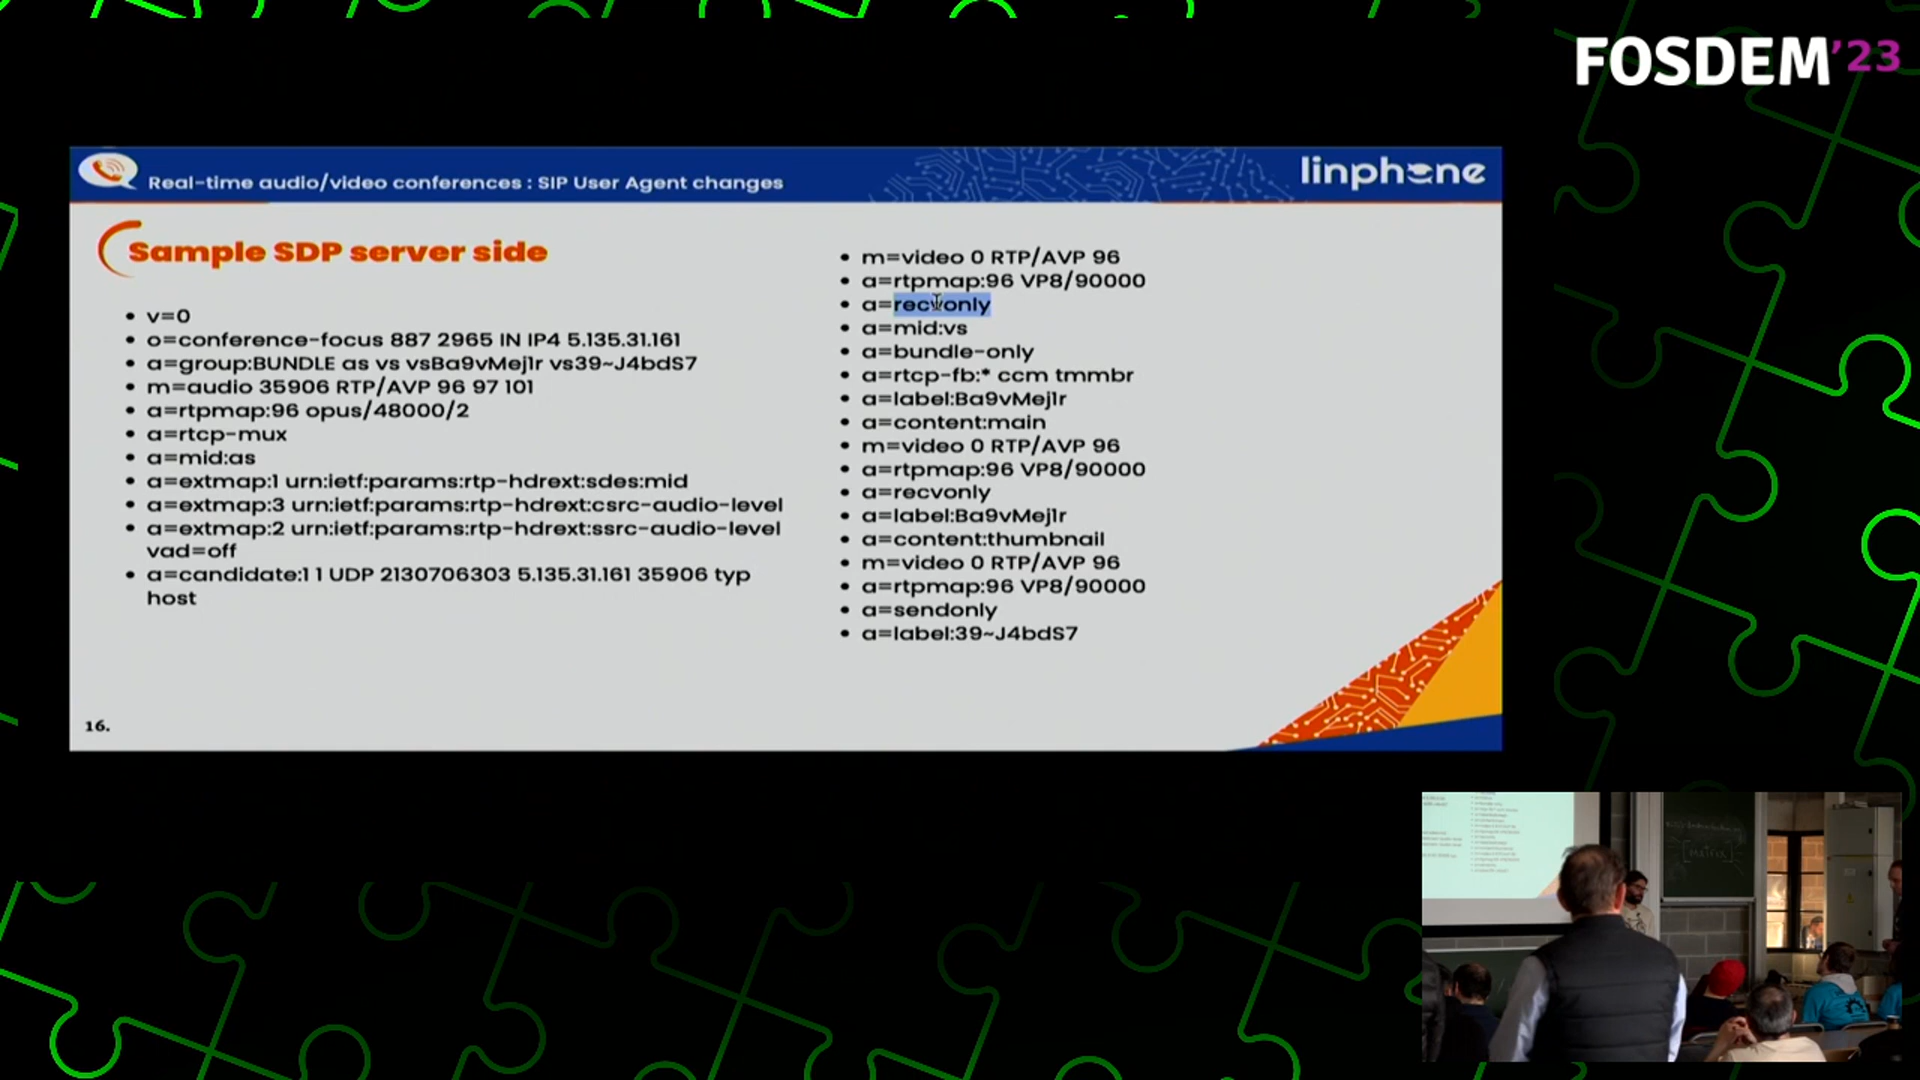 FOSDEM'23
Real-time audio/video conferences : SIP User Agent changes
linphone
Sample SDP server side
• v=0
• o=conference-focus 887 2965 IN IP4 5.135.31.161
• a=group:BUNDLE as vs vsBa9vMej1r vs39~J4bdS7
• m=audio 35906 RTP/AVP 96 97 101
• a=rtpmap:96 opus/48000/2
• a=rtcp-mux
• a=mid:as
• a=extmap:1 urn:ietf:params:rtp-hdrext:sdes:mid
• a=extmap:3 urn:ietf:params:rtp-hdrext:csrc-audio-level
• a=extmap:2 urn:ietf:params:rtp-hdrext:ssrc-audio-level
vad=off
• a=candidate:1 1 UDP 2130706303 5.135.31.161 35906 typ
host
• m=video 0 RTP/AVP 96
• a=rtpmap:96 VP8/90000
• a=recvonly
• a=mid:vs
• a=bundle-only
• a=rtcp-fb:* ccm tmmbr
• a=label:Ba9vMej1r
• a=content:main
• m=video 0 RTP/AVP 96
• a=rtpmap:96 VP8/90000
• a=recvonly
• a=label:Ba9vMej1r
• a=content:thumbnail
• m=video 0 RTP/AVP 96
• a=rtpmap:96 VP8/90000
• a=sendonly
• a=label:39~J4bdS7
16.